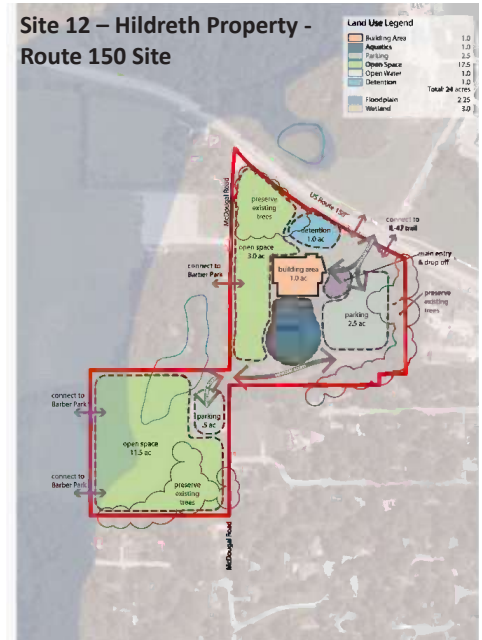 Site 12 – Hildreth Property -
Route 150 Site
Land Use Legend
Building Area 1.0
Aquatics 1.0
Parking 2.5
Open Space 17.5
Open Water 1.0
Detention 1.0
Total: 24 acres
Floodplain 2.25
Wetland 3.0
McDougal Road
US Route 150
preserve
existing
trees
detention
1.0 ac
connect to
IL-47 trail
open space
3.0 ac
main entry
& drop off
connect to
Barber Park
building area
1.0 ac
preserve
existing
trees
parking
2.5 ac
connect to
Barber Park
parking
.5 ac
open space
11.5 ac
connect to
Barber Park
preserve
existing
trees
McDougal Road